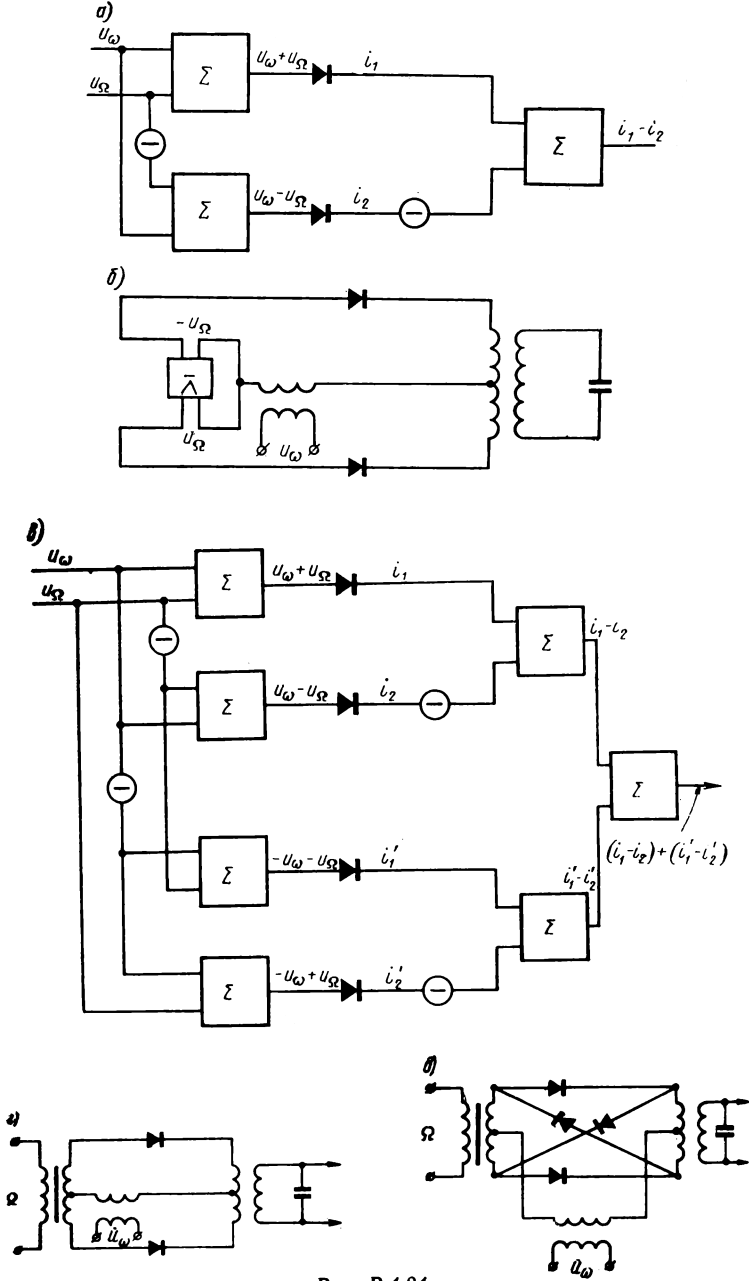 а)
u_ω
u_Ω
Σ
u_ω+u_Ω
i_1
Σ
u_ω−u_Ω
i_2
Σ
i_1−i_2
б)
−u_Ω
u_Ω
u_ω
в)
u_ω
u_Ω
Σ
u_ω+u_Ω
i_1
Σ
u_ω−u_Ω
i_2
Σ
i_1−i_2
Σ
(i_1−i_2)+(i_1'−i_2')
Σ
−u_ω−u_Ω
i_1'
Σ
i_1'−i_2'
Σ
−u_ω+u_Ω
i_2'
г)
Ω
u_ω
д)
Ω
u_ω